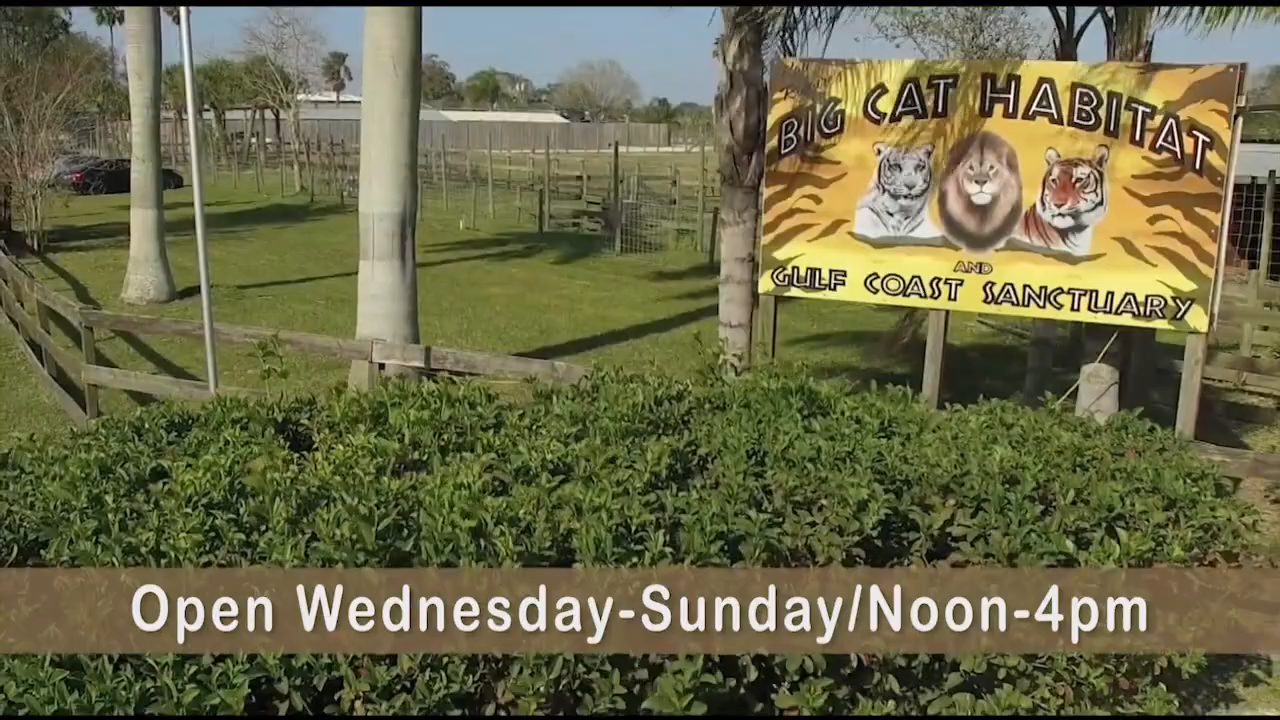 BIG CAT HABITAT
AND
GULF COAST SANCTUARY
Open Wednesday-Sunday/Noon-4pm